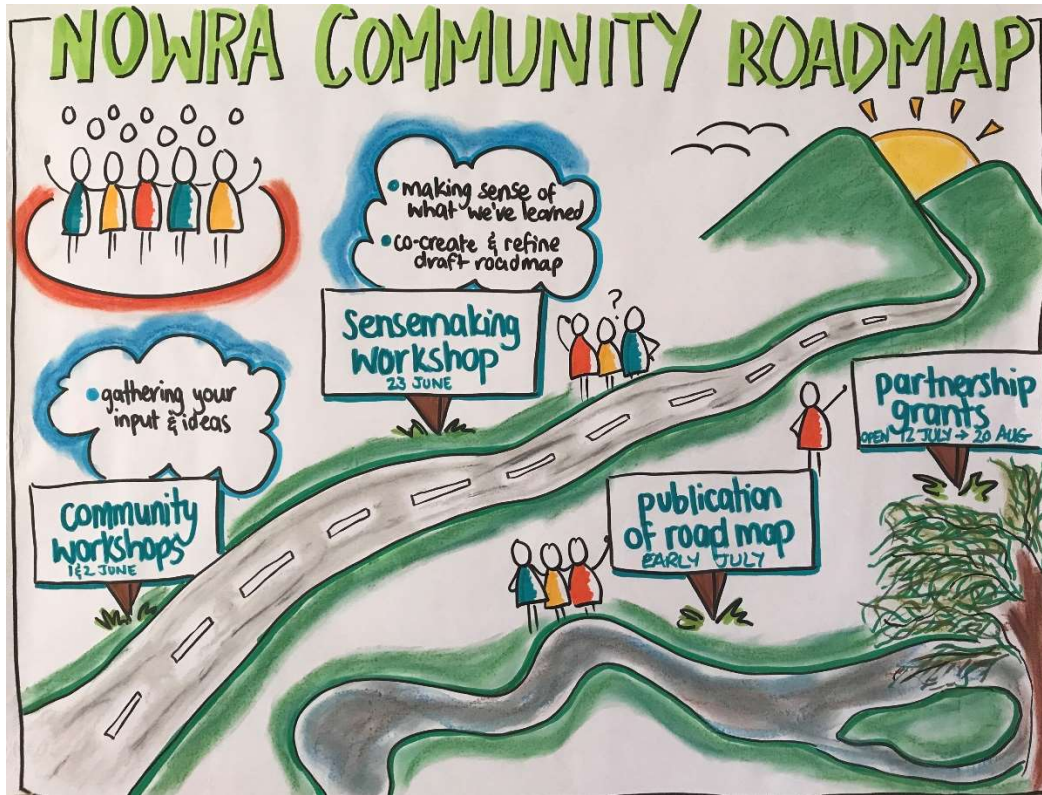 NOWRA COMMUNITY ROADMAP
• making sense of
what we've learned
• co-create & refine
draft roadmap
sensemaking
workshop
23 JUNE
• gathering your
input & ideas
community
workshops
1&2 JUNE
?
partnership
grants
OPEN 12 JULY → 20 AUG
publication
of road map
EARLY JULY